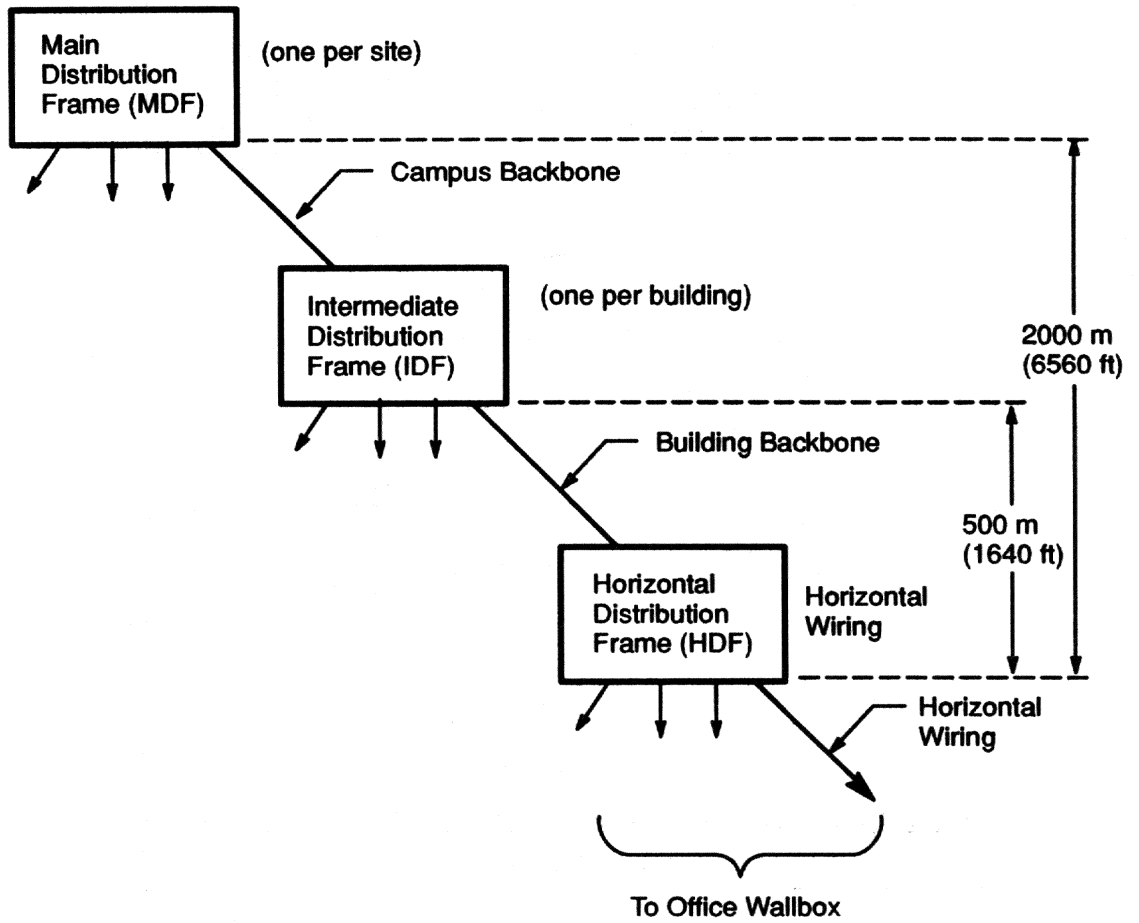 Main
Distribution
Frame (MDF)
(one per site)
Campus Backbone
Intermediate
Distribution
Frame (IDF)
(one per building)
2000 m
(6560 ft)
Building Backbone
500 m
(1640 ft)
Horizontal
Distribution
Frame (HDF)
Horizontal
Wiring
Horizontal
Wiring
To Office Wallbox